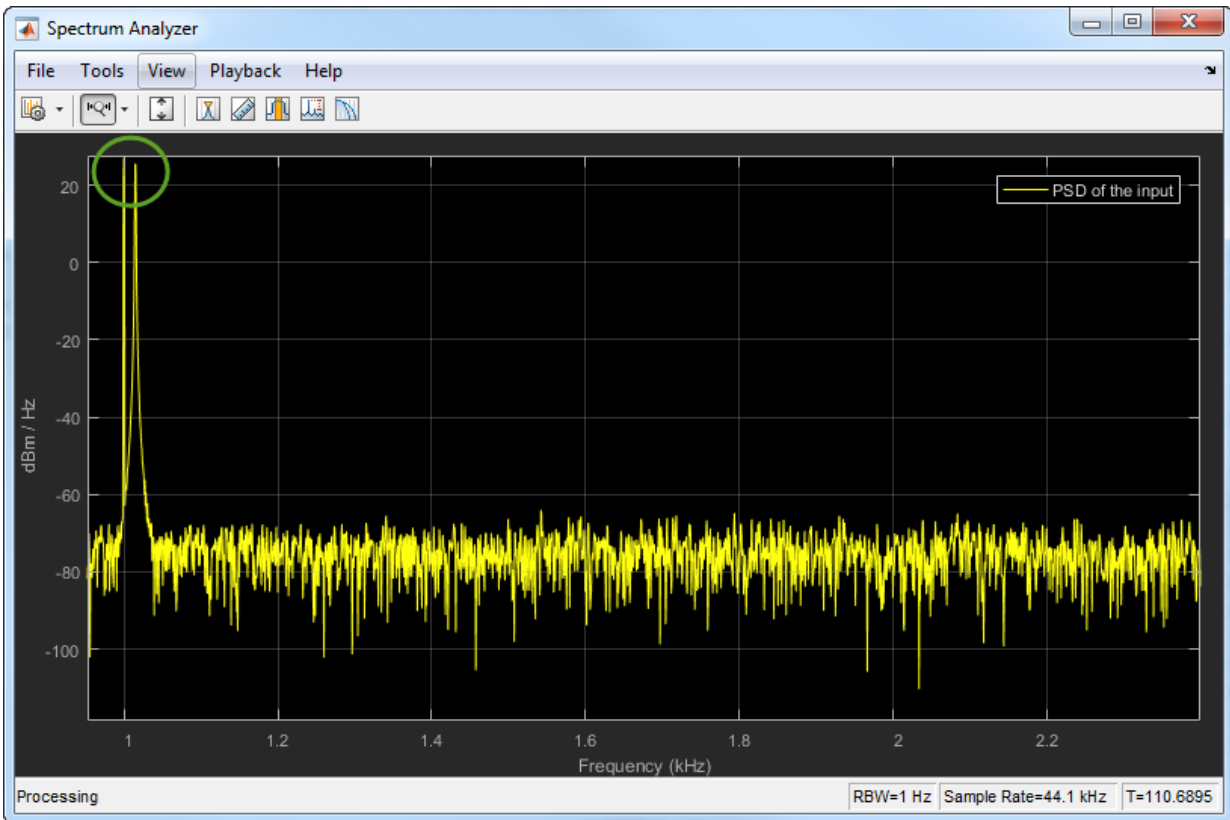 Spectrum Analyzer
File Tools View Playback Help
PSD of the input
20
0
-20
-40
-60
-80
-100
dBm / Hz
1 1.2 1.4 1.6 1.8 2 2.2
Frequency (kHz)
Processing RBW=1 Hz Sample Rate=44.1 kHz T=110.6895